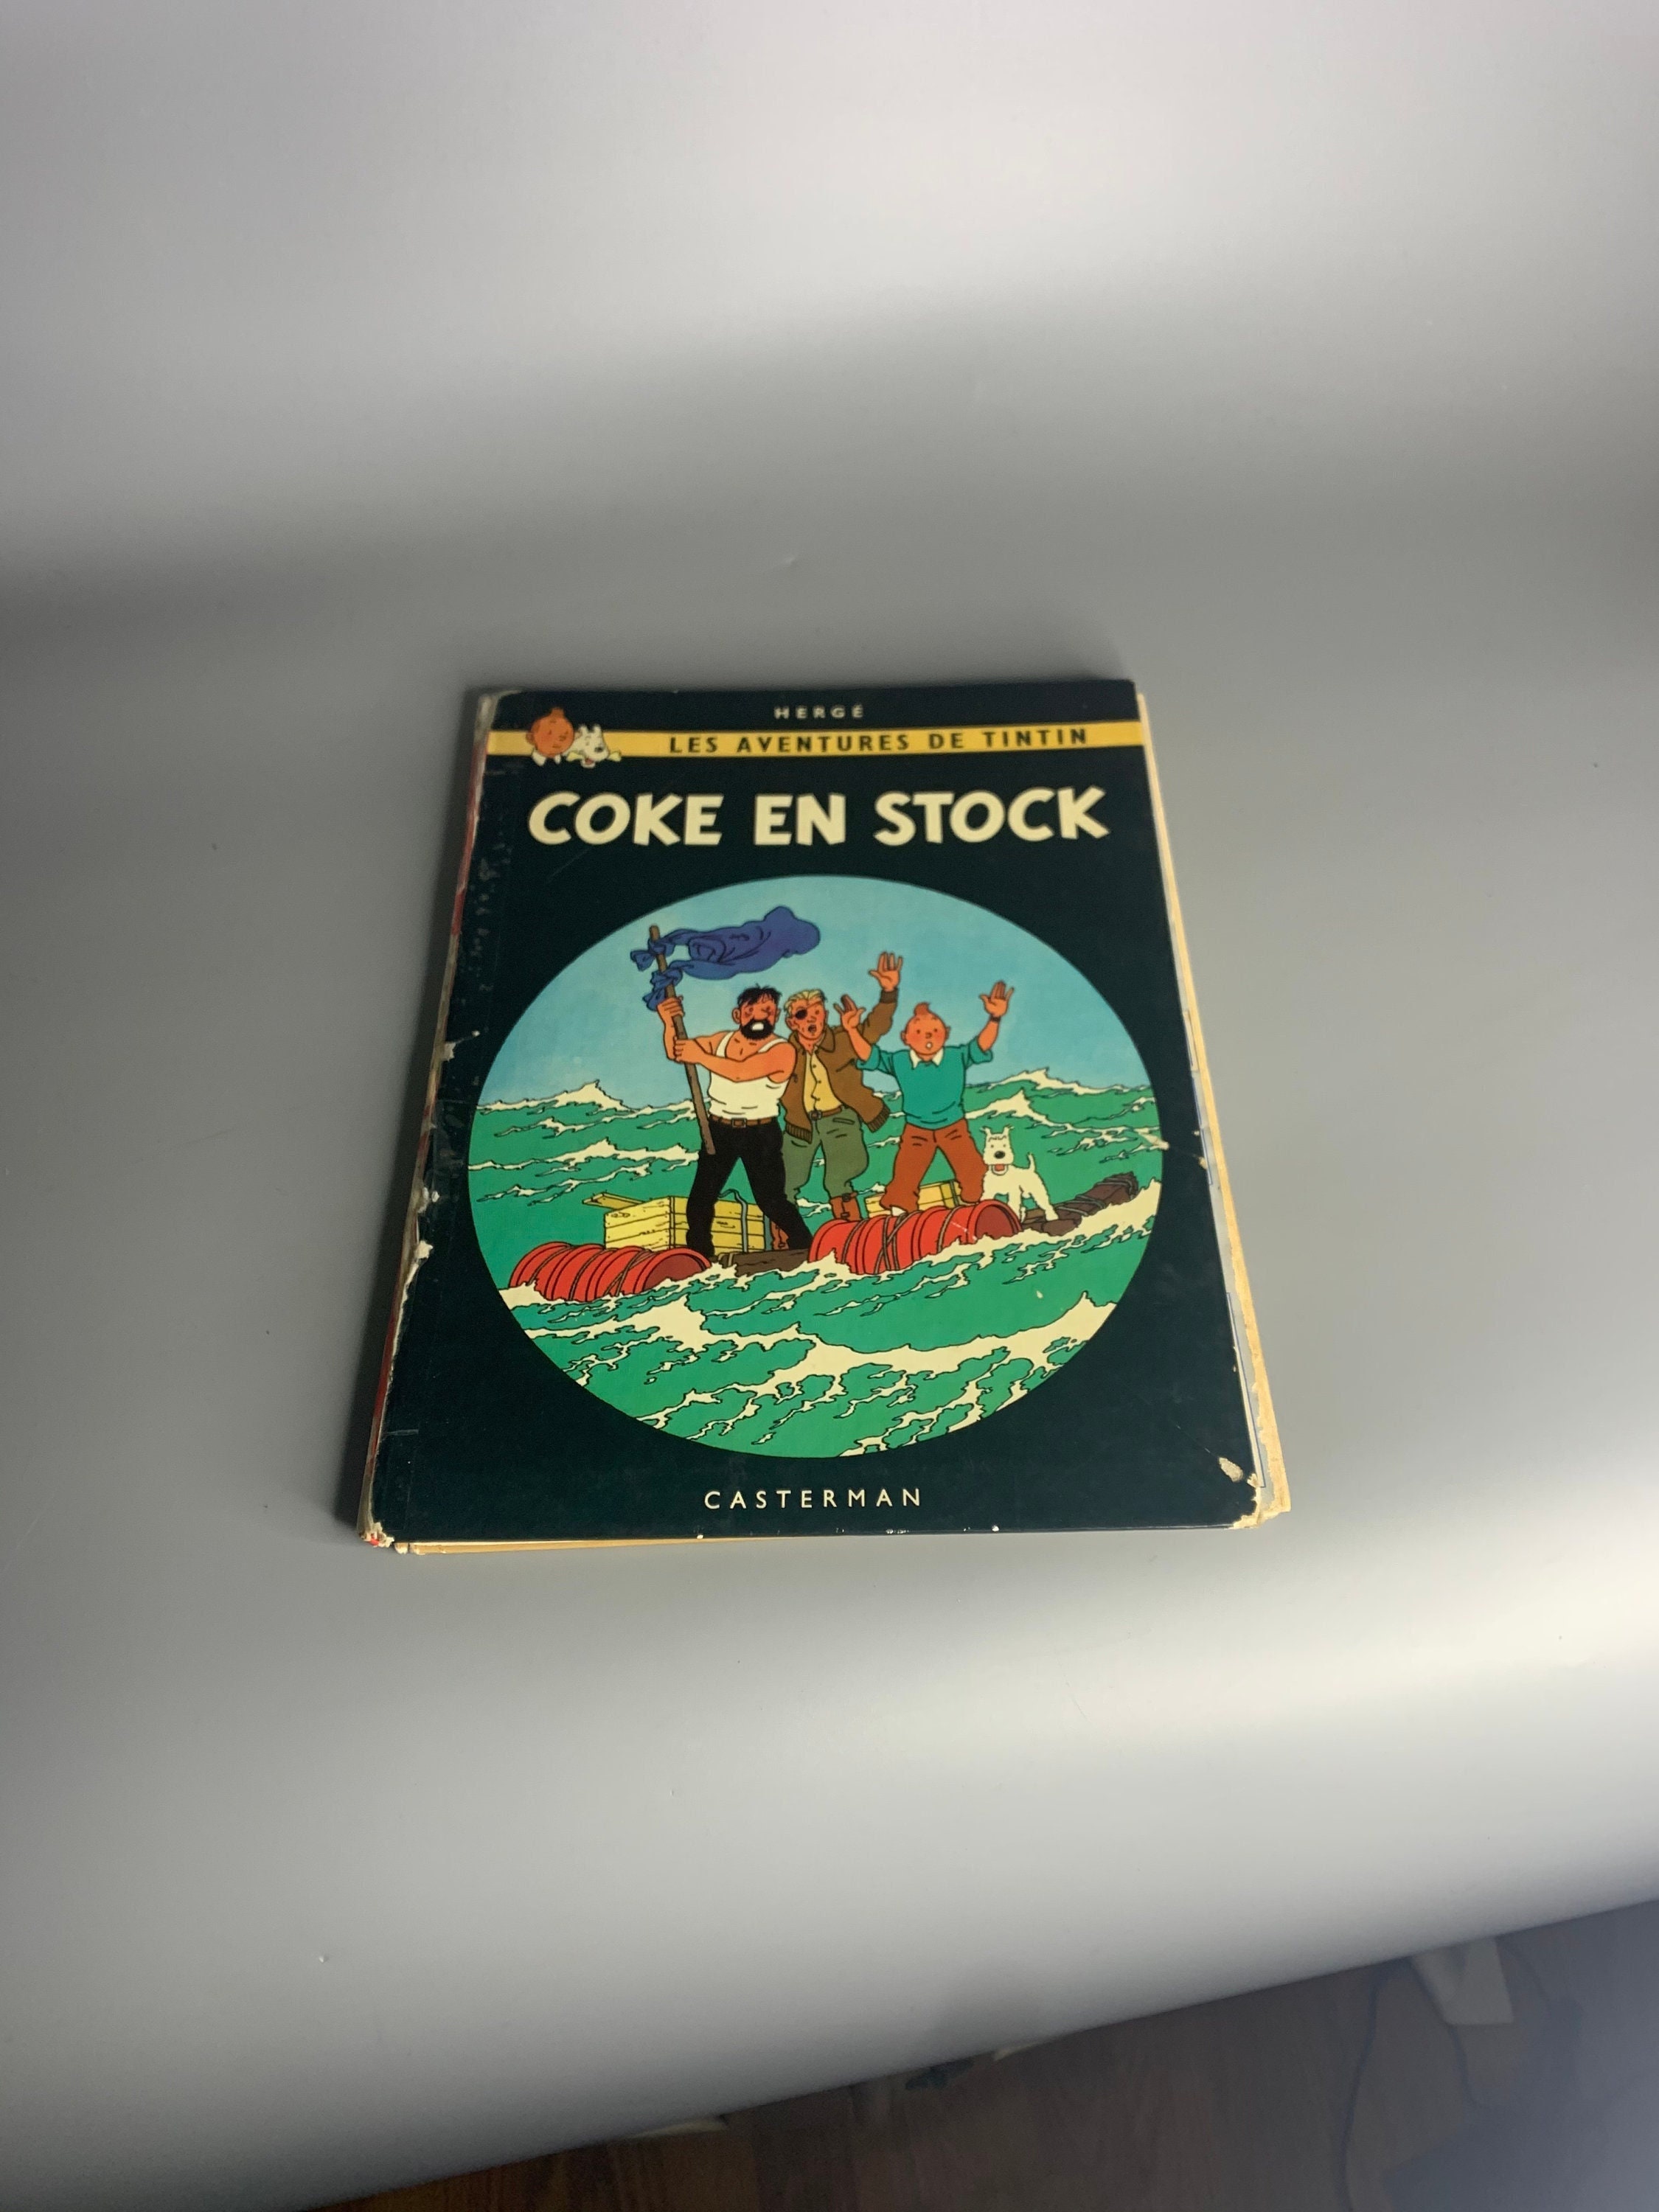 HERGÉ
LES AVENTURES DE TINTIN
COKE EN STOCK
CASTERMAN